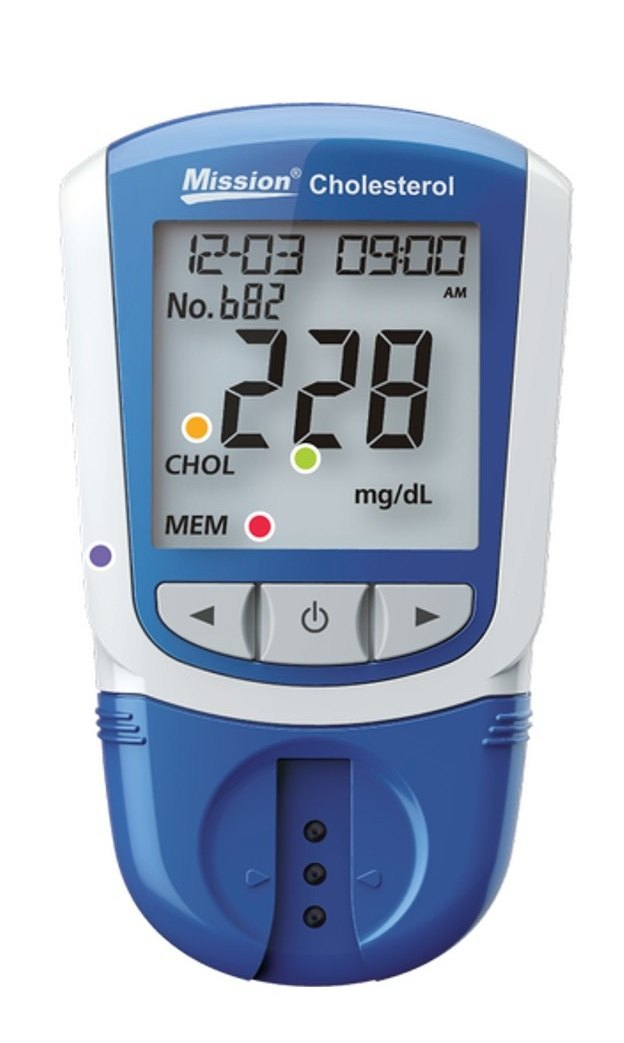 Mission® Cholesterol
12-03 09:00
AM
No. 682
228
CHOL
mg/dL
MEM